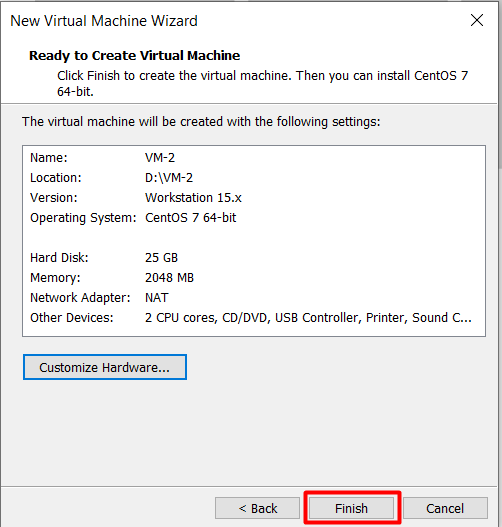 New Virtual Machine Wizard
Ready to Create Virtual Machine
Click Finish to create the virtual machine. Then you can install CentOS 7
64-bit.
The virtual machine will be created with the following settings:
Name: VM-2
Location: D:\VM-2
Version: Workstation 15.x
Operating System: CentOS 7 64-bit
Hard Disk: 25 GB
Memory: 2048 MB
Network Adapter: NAT
Other Devices: 2 CPU cores, CD/DVD, USB Controller, Printer, Sound C...
Customize Hardware...
< Back Finish Cancel